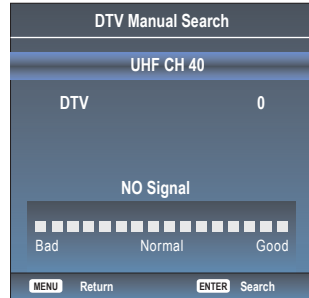 DTV Manual Search
UHF CH 40
DTV 0
NO Signal
Bad Normal Good
MENU Return ENTER Search